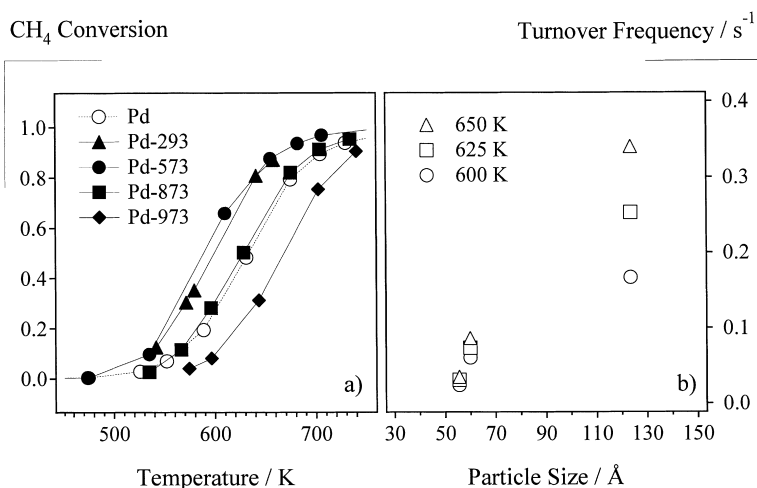 CH4 Conversion
Turnover Frequency / s-1
Pd
Pd-293
Pd-573
Pd-873
Pd-973
1.0
0.8
0.6
0.4
0.2
0.0
a)
500
600
700
Temperature / K
650 K
625 K
600 K
0.4
0.3
0.2
0.1
0.0
b)
30
50
70
90
110
130
150
Particle Size / Å